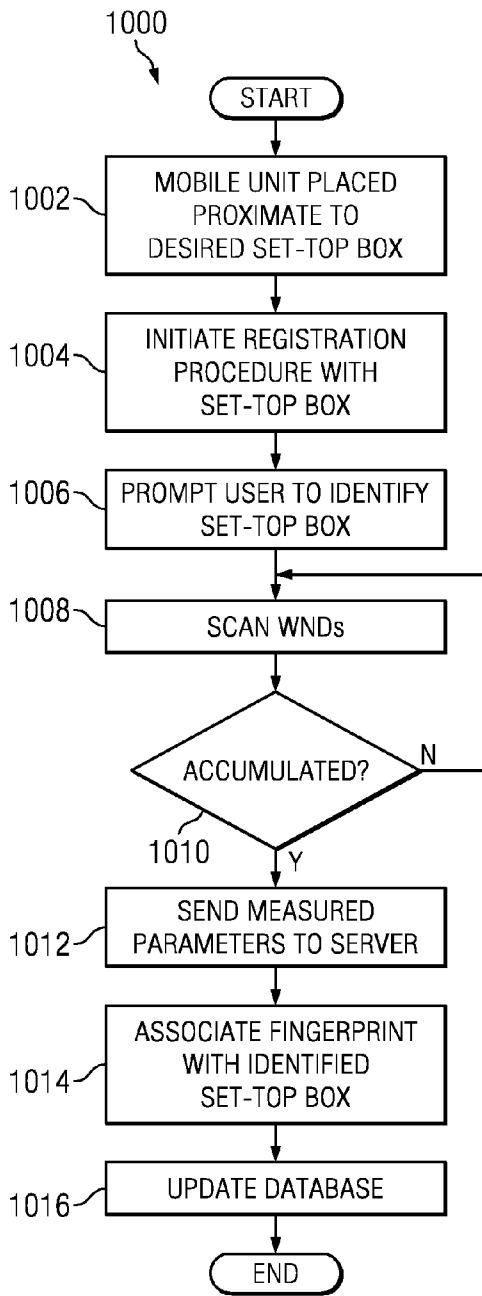 1000
START
1002
MOBILE UNIT PLACED
PROXIMATE TO
DESIRED SET-TOP BOX
1004
INITIATE REGISTRATION
PROCEDURE WITH
SET-TOP BOX
1006
PROMPT USER TO IDENTIFY
SET-TOP BOX
1008
SCAN WNDs
ACCUMULATED?
N
1010
Y
1012
SEND MEASURED
PARAMETERS TO SERVER
1014
ASSOCIATE FINGERPRINT
WITH IDENTIFIED
SET-TOP BOX
1016
UPDATE DATABASE
END